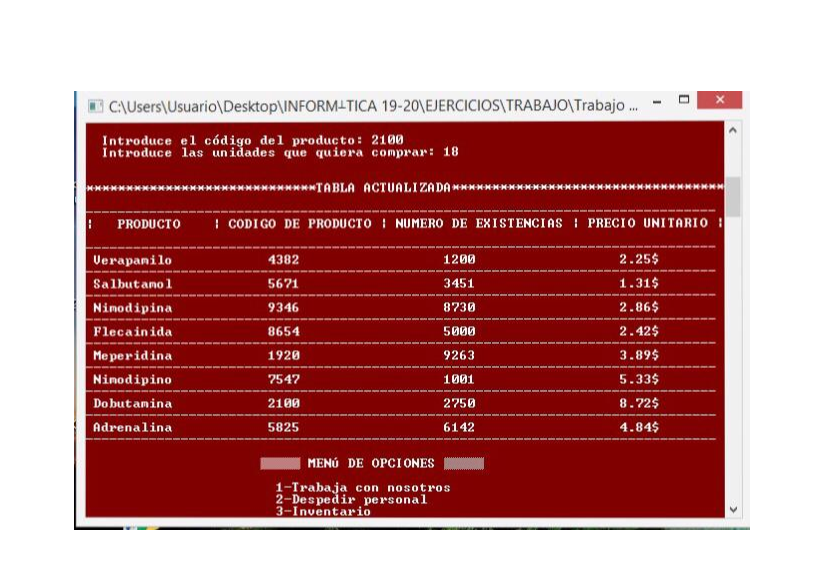 C:\Users\Usuario\Desktop\INFORM┴TICA 19-20\EJERCICIOS\TRABAJO\Trabajo ...
Introduce el código del producto: 2100
Introduce las unidades que quiera comprar: 18
*****************************TABLA ACTUALIZADA**********************************
¦ PRODUCTO ¦ CODIGO DE PRODUCTO ¦ NUMERO DE EXISTENCIAS ¦ PRECIO UNITARIO ¦
Verapamilo 4382 1200 2.25$
Salbutamol 5671 3451 1.31$
Nimodipina 9346 8730 2.86$
Flecainida 8654 5000 2.42$
Meperidina 1920 9263 3.89$
Nimodipino 7547 1001 5.33$
Dobutamina 2100 2750 8.72$
Adrenalina 5825 6142 4.84$
MENú DE OPCIONES
1-Trabaja con nosotros
2-Despedir personal
3-Inventario